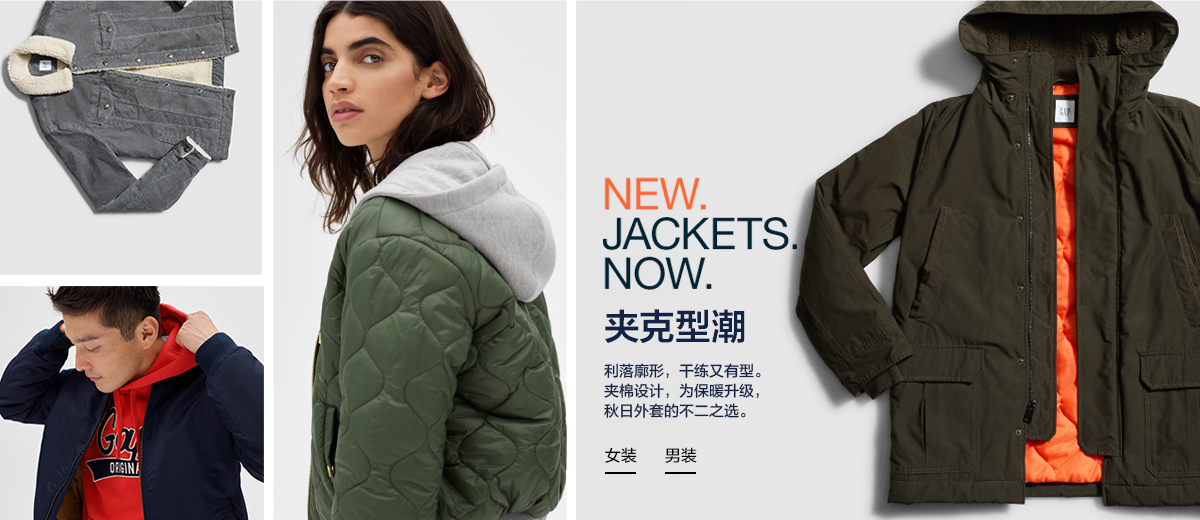 NEW.
JACKETS.
NOW.
夹克型潮
利落廓形，干练又有型。
夹棉设计，为保暖升级，
秋日外套的不二之选。
女装 男装
GAP
Gap
ORIGINA